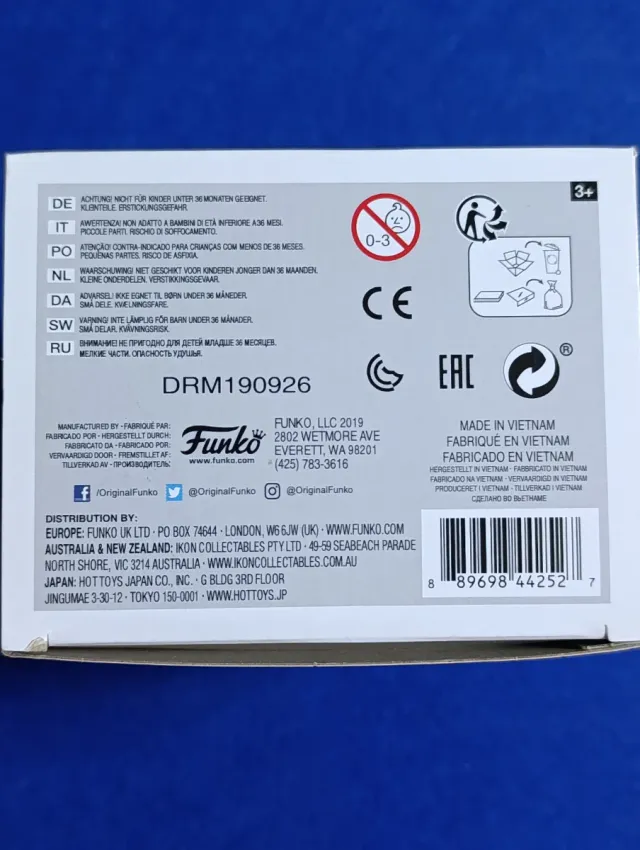 3+
DE ACHTUNG! NICHT FÜR KINDER UNTER 36 MONATEN GEEIGNET.
KLEINTEILE. ERSTICKUNGSGEFAHR.
IT AVVERTENZA! NON ADATTO A BAMBINI DI ETÀ INFERIORE A 36 MESI.
PICCOLE PARTI. RISCHIO DI SOFFOCAMENTO.
PO ATENÇÃO! CONTRA-INDICADO PARA CRIANÇAS COM MENOS DE 36 MESES.
PEQUENAS PARTES. RISCO DE ASFIXIA.
NL WAARSCHUWING! NIET GESCHIKT VOOR KINDEREN JONGER DAN 36 MAANDEN.
KLEINE ONDERDELEN. VERSTIKKINGSGEVAAR.
DA ADVARSEL! IKKE EGNET TIL BØRN UNDER 36 MÅNEDER.
SMÅ DELE. KVÆLNINGSFARE.
SW VARNING! INTE LÄMPLIG FÖR BARN UNDER 36 MÅNADER.
SMÅ DELAR. KVÄVNINGSRISK.
RU ВНИМАНИЕ! НЕ ПРИГОДНО ДЛЯ ДЕТЕЙ МЛАДШЕ 36 МЕСЯЦЕВ.
МЕЛКИЕ ЧАСТИ. ОПАСНОСТЬ УДУШЬЯ.
0-3
CE
EAC
®
DRM190926
MANUFACTURED BY • FABRIQUÉ PAR:
FABRICADO POR • HERGESTELLT DURCH:
FABBRICATO DA • FABRICADO POR:
VERVAARDIGD DOOR • FREMSTILLET AF:
TILLVERKAD AV • ПРОИЗВОДИТЕЛЬ:
Funko
www.funko.com
FUNKO, LLC 2019
2802 WETMORE AVE
EVERETT, WA 98201
(425) 783-3616
/OriginalFunko @OriginalFunko @OriginalFunko
MADE IN VIETNAM
FABRIQUÉ EN VIETNAM
FABRICADO EN VIETNAM
HERGESTELLT IN VIETNAM • FABBRICATO IN VIETNAM
FABRICADO NA VIETNAM • VERVAARDIGD IN VIETNAM
PRODUCERET I VIETNAM • TILLVERKAD I VIETNAM
СДЕЛАНО ВО ВЬЕТНАМЕ
DISTRIBUTION BY:
EUROPE: FUNKO UK LTD • PO BOX 74644 • LONDON, W6 6JW (UK) • WWW.FUNKO.COM
AUSTRALIA & NEW ZEALAND: IKON COLLECTABLES PTY LTD • 49-59 SEABEACH PARADE
NORTH SHORE, VIC 3214 AUSTRALIA • WWW.IKONCOLLECTABLES.COM.AU
JAPAN: HOTTOYS JAPAN CO., INC. • G BLDG 3RD FLOOR
JINGUMAE 3-30-12 • TOKYO 150-0001 • WWW.HOTTOYS.JP
8 89698 44252 7